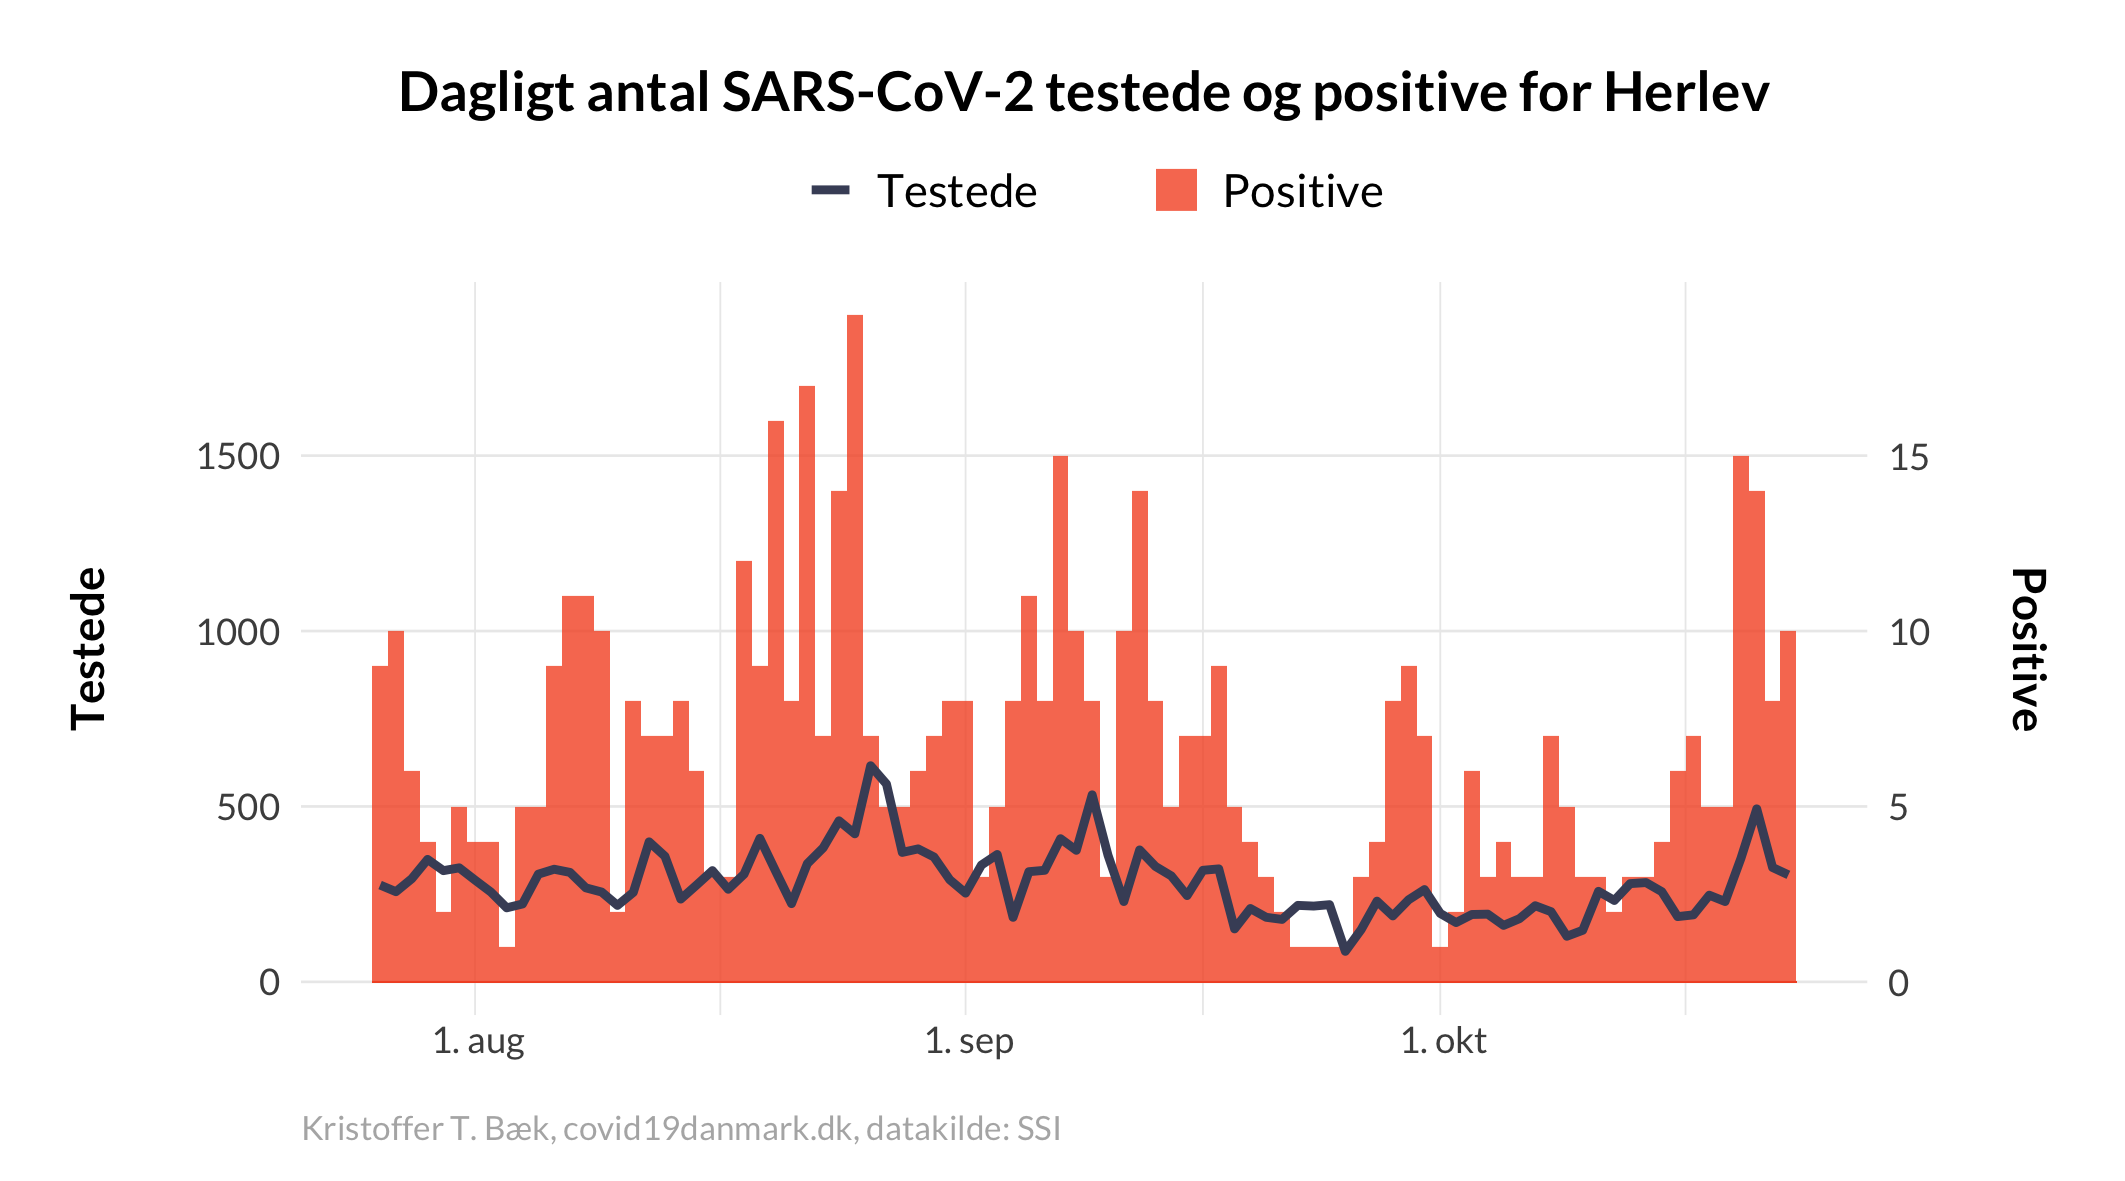 Dagligt antal SARS-CoV-2 testede og positive for Herlev
Testede
Positive
1500
1000
500
0
15
10
5
0
Testede
Positive
1. aug
1. sep
1. okt
Kristoffer T. Bæk, covid19danmark.dk, datakilde: SSI